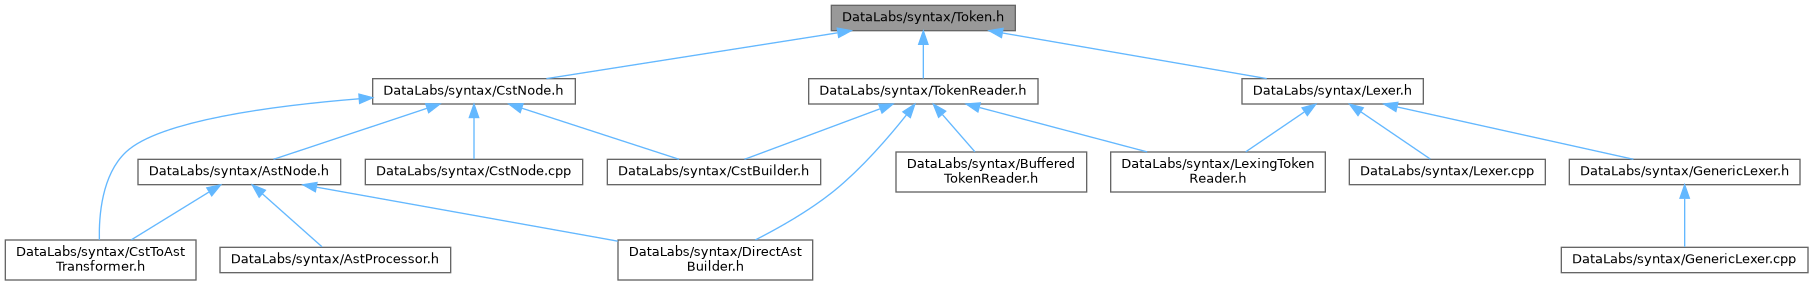 DataLabs/syntax/Token.h
DataLabs/syntax/CstNode.h
DataLabs/syntax/TokenReader.h
DataLabs/syntax/Lexer.h
DataLabs/syntax/AstNode.h
DataLabs/syntax/CstNode.cpp
DataLabs/syntax/CstBuilder.h
DataLabs/syntax/Buffered
TokenReader.h
DataLabs/syntax/LexingToken
Reader.h
DataLabs/syntax/Lexer.cpp
DataLabs/syntax/GenericLexer.h
DataLabs/syntax/CstToAst
Transformer.h
DataLabs/syntax/AstProcessor.h
DataLabs/syntax/DirectAst
Builder.h
DataLabs/syntax/GenericLexer.cpp